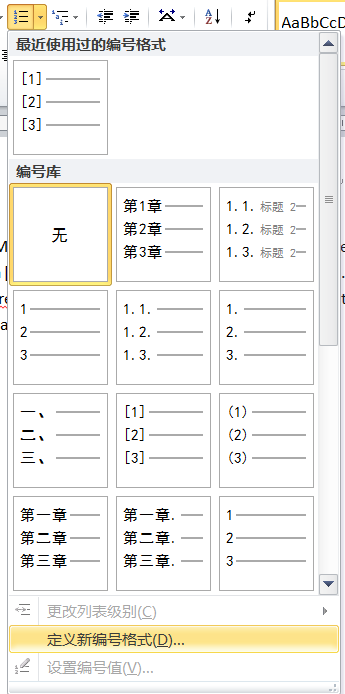 AaBbCcD
最近使用过的编号格式
[1]
[2]
[3]
编号库
无
第1章
第2章
第3章
1.1. 标题 2
1.2. 标题 2
1.3. 标题 2
1
2
3
1.1.
1.2.
1.3.
1.
2.
3.
一、
二、
三、
[1]
[2]
[3]
(1)
(2)
(3)
第一章
第二章
第三章
第一章.
第二章.
第三章.
1
2
3
更改列表级别(C)
定义新编号格式(D)...
设置编号值(V)...